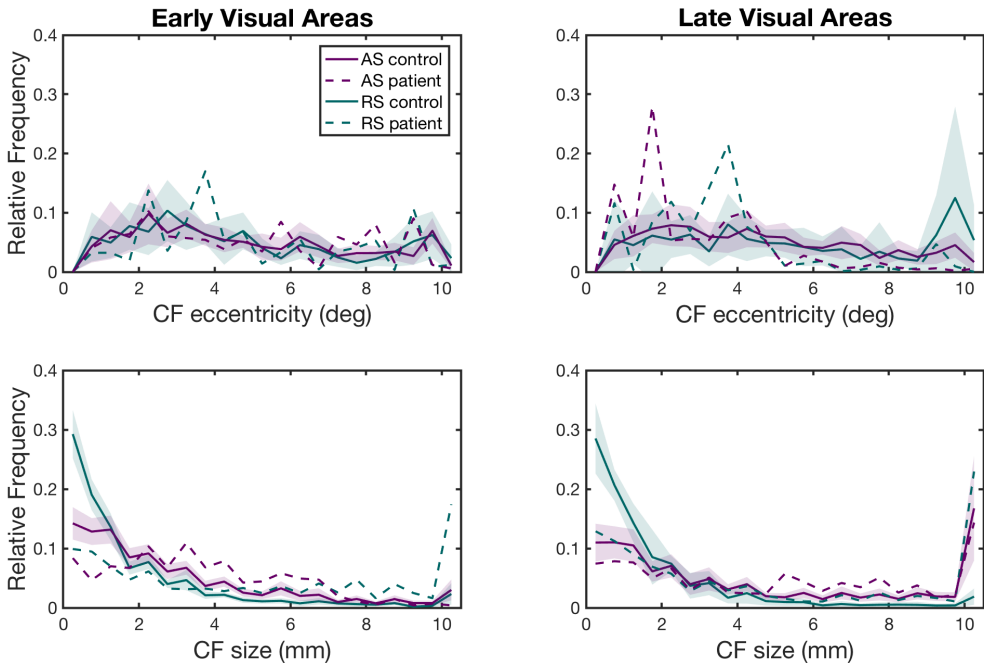 Early Visual Areas
Late Visual Areas
Relative Frequency
0.4
0.3
0.2
0.1
0
AS control
AS patient
RS control
RS patient
0 2 4 6 8 10
CF eccentricity (deg)
0.4
0.3
0.2
0.1
0
0 2 4 6 8 10
CF eccentricity (deg)
Relative Frequency
0.4
0.3
0.2
0.1
0
0 2 4 6 8 10
CF size (mm)
0.4
0.3
0.2
0.1
0
0 2 4 6 8 10
CF size (mm)